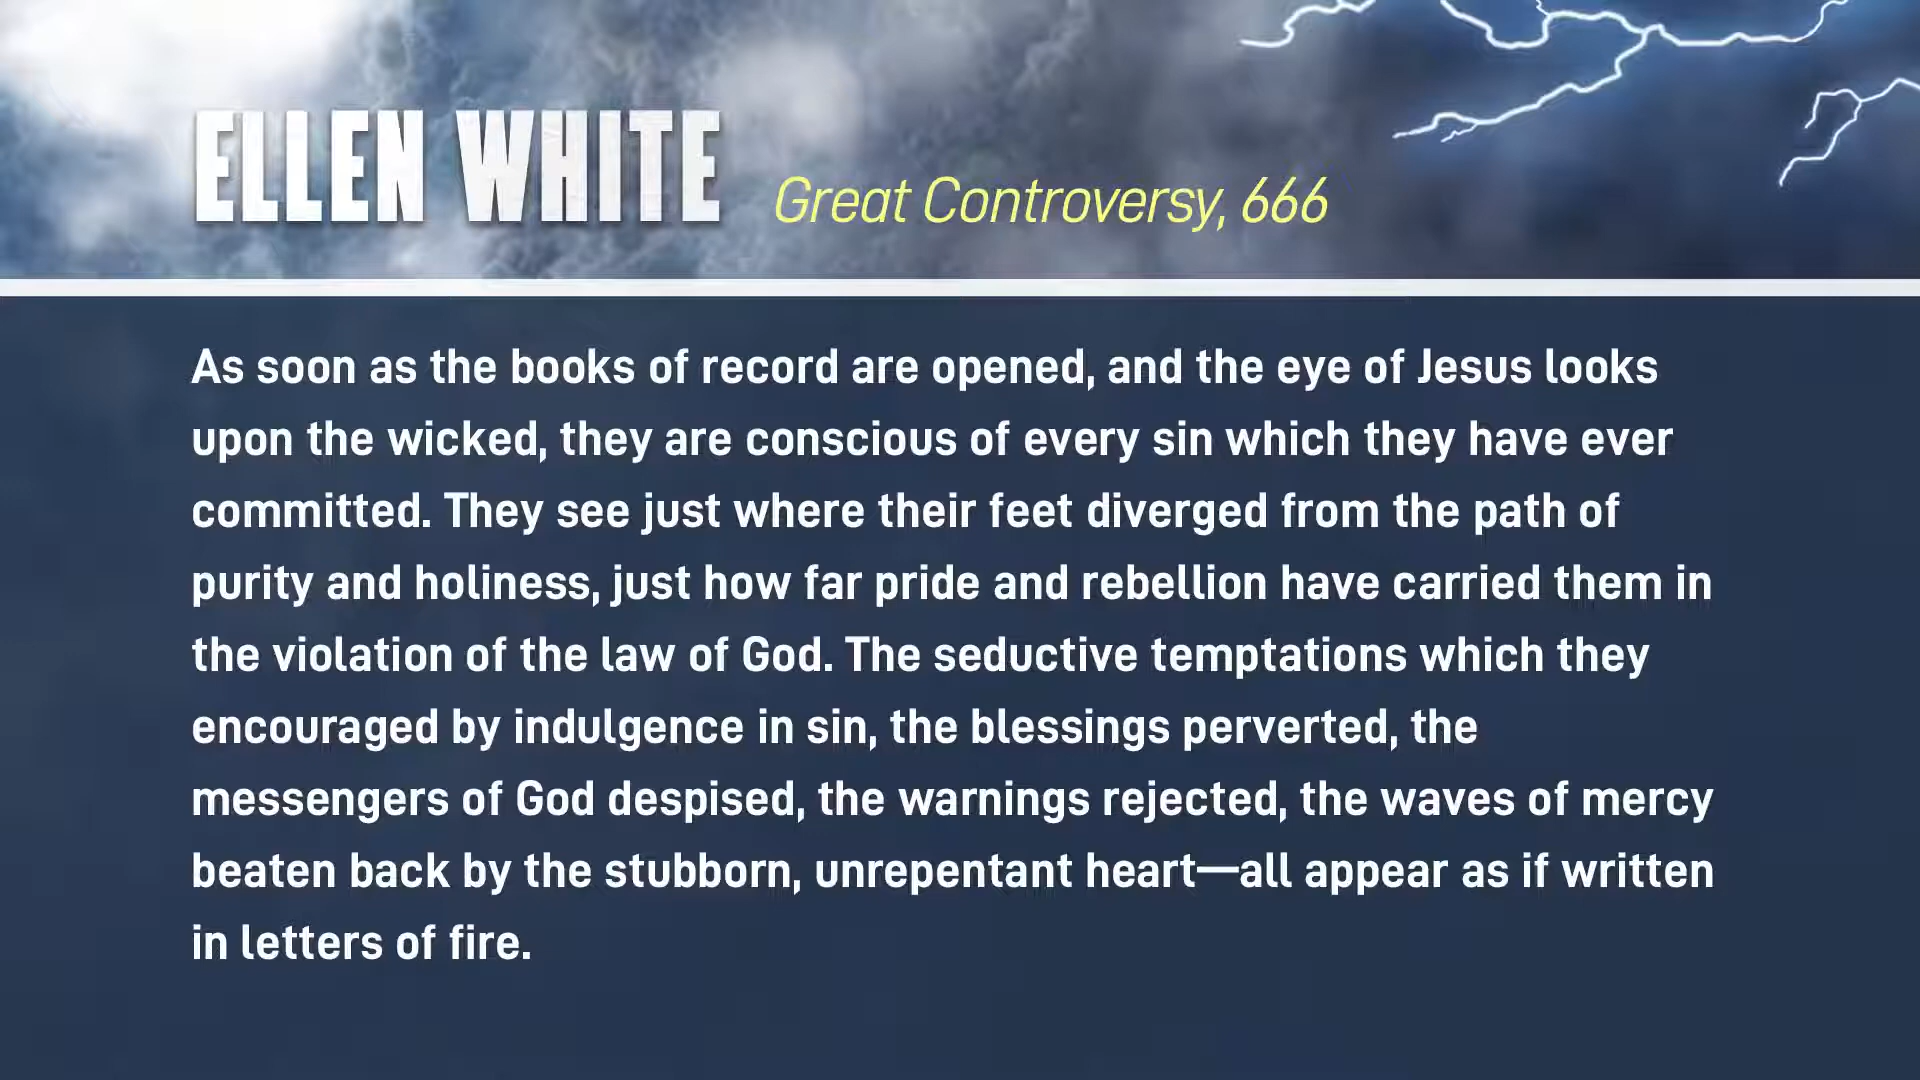 ELLEN WHITE Great Controversy, 666
As soon as the books of record are opened, and the eye of Jesus looks
upon the wicked, they are conscious of every sin which they have ever
committed. They see just where their feet diverged from the path of
purity and holiness, just how far pride and rebellion have carried them in
the violation of the law of God. The seductive temptations which they
encouraged by indulgence in sin, the blessings perverted, the
messengers of God despised, the warnings rejected, the waves of mercy
beaten back by the stubborn, unrepentant heart—all appear as if written
in letters of fire.